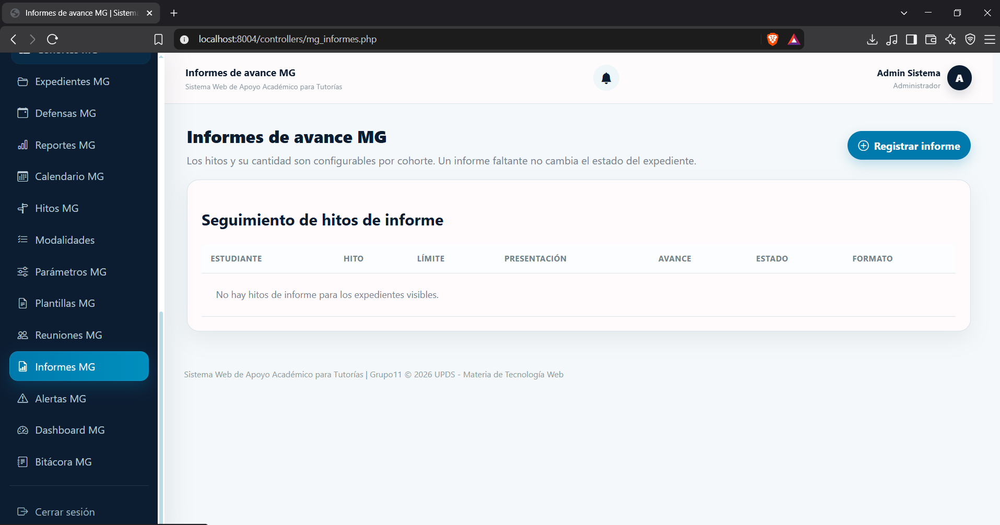 Informes de avance MG | Sistema
localhost:8004/controllers/mg_informes.php
Cohortes MG
Expedientes MG
Defensas MG
Reportes MG
Calendario MG
Hitos MG
Modalidades
Parámetros MG
Plantillas MG
Reuniones MG
Informes MG
Alertas MG
Dashboard MG
Bitácora MG
Cerrar sesión
Informes de avance MG
Sistema Web de Apoyo Académico para Tutorías
Admin Sistema
Administrador
A
Informes de avance MG
Los hitos y su cantidad son configurables por cohorte. Un informe faltante no cambia el estado del expediente.
Registrar informe
Seguimiento de hitos de informe
ESTUDIANTE HITO LÍMITE PRESENTACIÓN AVANCE ESTADO FORMATO
No hay hitos de informe para los expedientes visibles.
Sistema Web de Apoyo Académico para Tutorías | Grupo11 © 2026 UPDS - Materia de Tecnología Web